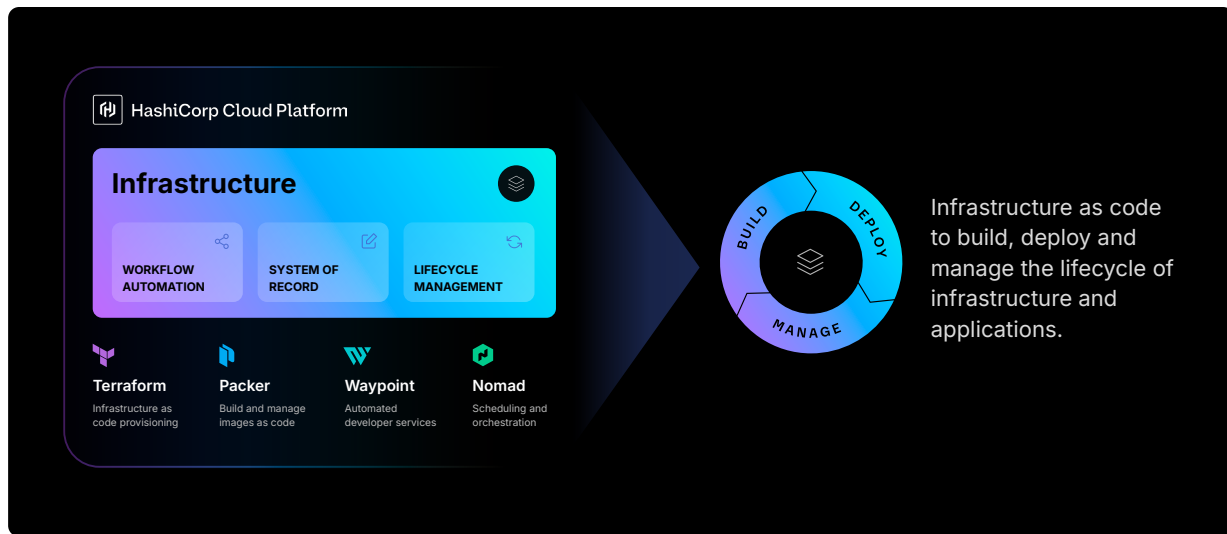 HashiCorp Cloud Platform
Infrastructure
WORKFLOW
AUTOMATION
SYSTEM OF
RECORD
LIFECYCLE
MANAGEMENT
Terraform
Infrastructure as
code provisioning
Packer
Build and manage
images as code
Waypoint
Automated
developer services
Nomad
Scheduling and
orchestration
BUILD
DEPLOY
MANAGE
Infrastructure as code
to build, deploy and
manage the lifecycle of
infrastructure and
applications.